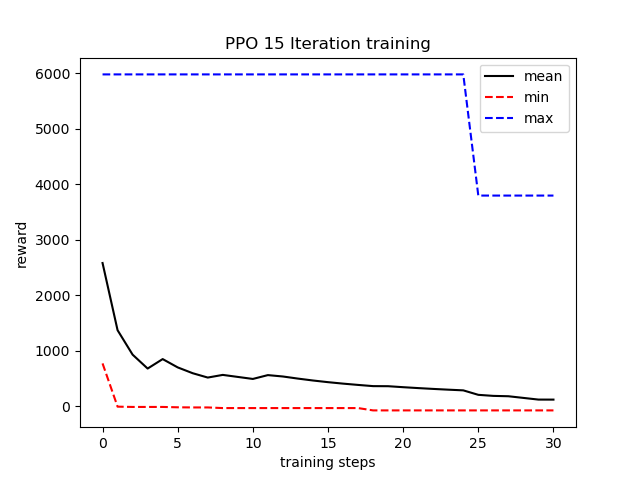 PPO 15 Iteration training
mean
min
max
reward
6000
5000
4000
3000
2000
1000
0
0 5 10 15 20 25 30
training steps